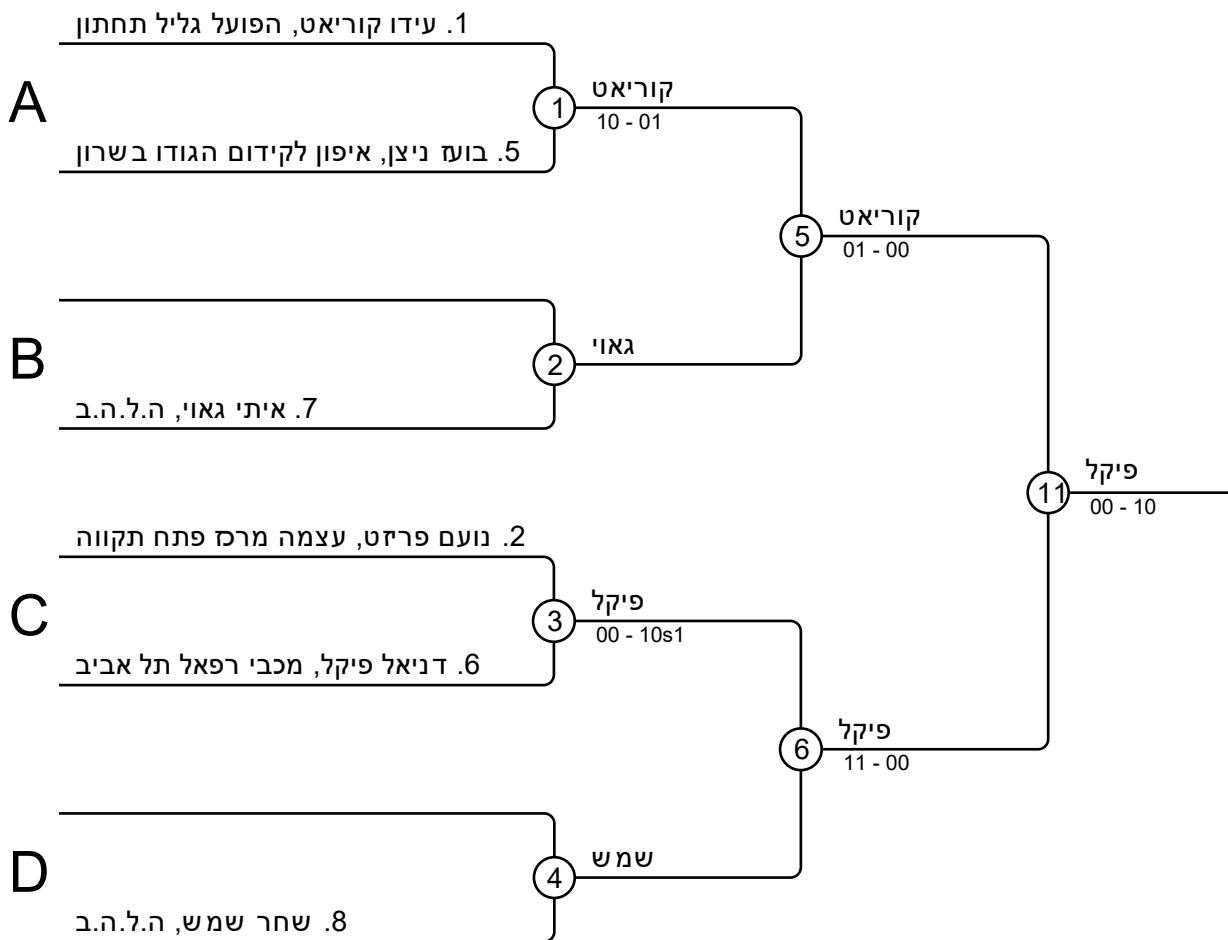 1. עידו קוריאט, הפועל גליל תחתון
A
1
קוריאט
10 - 01
5. בועז ניצן, איפון לקידום הגודו בשרון
5
קוריאט
01 - 00
B
2
גאוי
7. איתי גאוי, ה.ל.ה.ב
11
פיקל
00 - 10
2. נועם פריזט, עצמה מרכז פתח תקווה
C
3
פיקל
00 - 10s1
6. דניאל פיקל, מכבי רפאל תל אביב
6
פיקל
11 - 00
D
4
שמש
8. שחר שמש, ה.ל.ה.ב